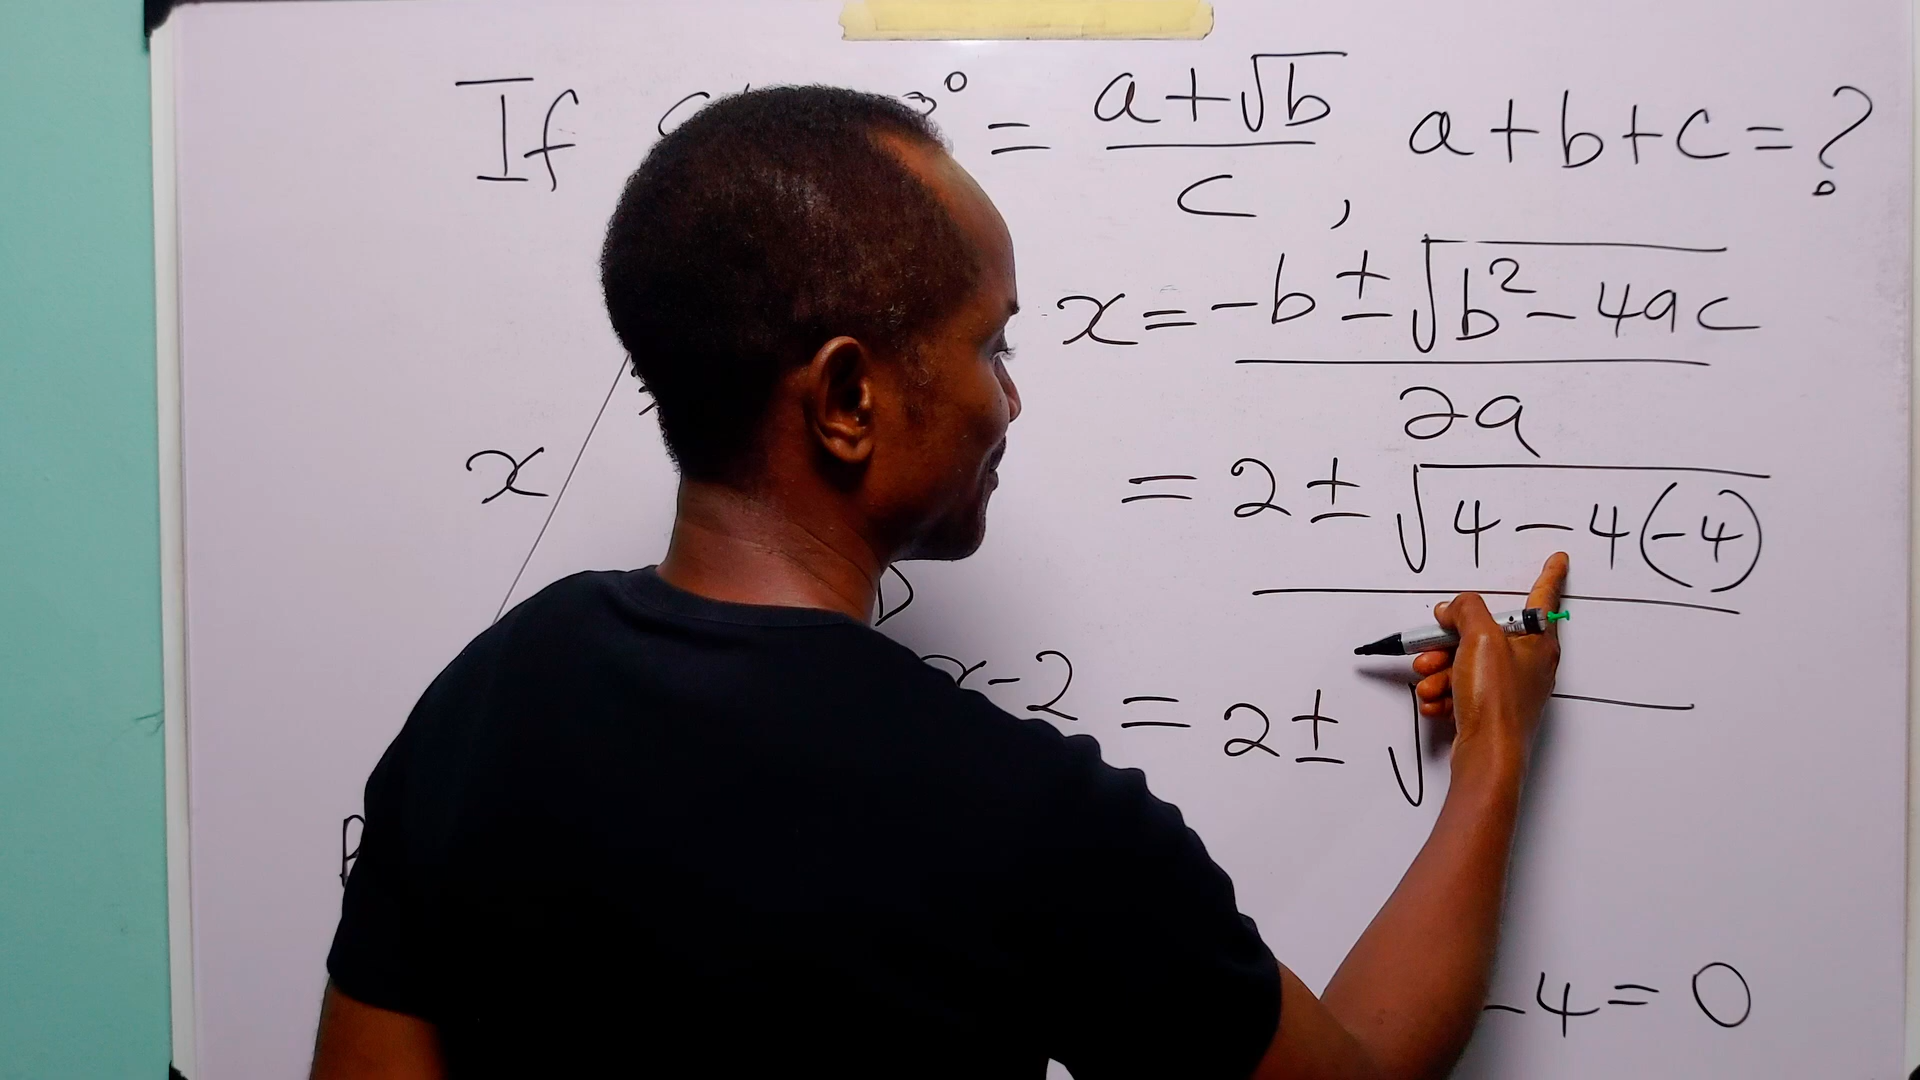 If = a+√b/c , a+b+c=?
x = -b ± √b²-4ac
2a
x
= 2 ± √4-4(-4)
D
x-2 = 2 ± √
-4=0